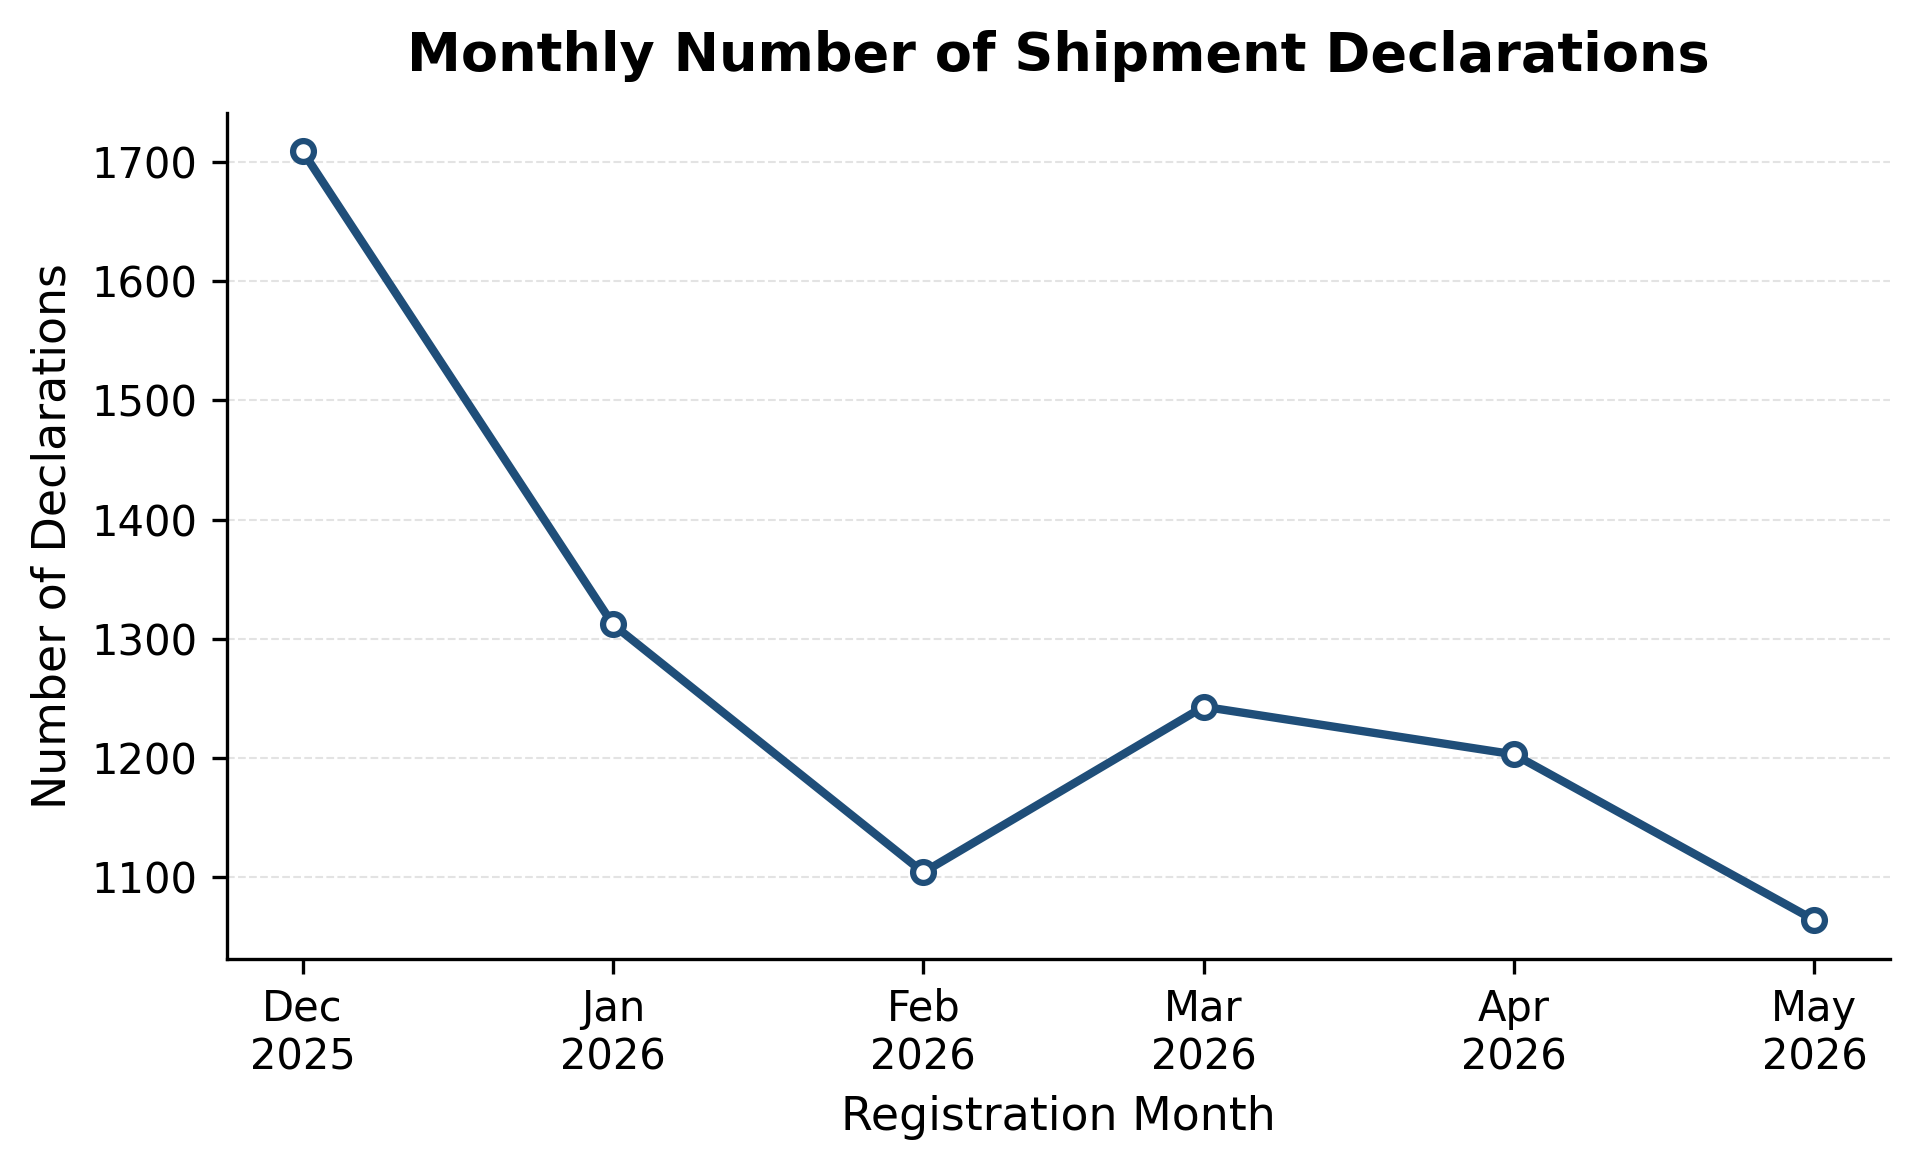 Monthly Number of Shipment Declarations
Number of Declarations
1700
1600
1500
1400
1300
1200
1100
Dec
2025
Jan
2026
Feb
2026
Mar
2026
Apr
2026
May
2026
Registration Month